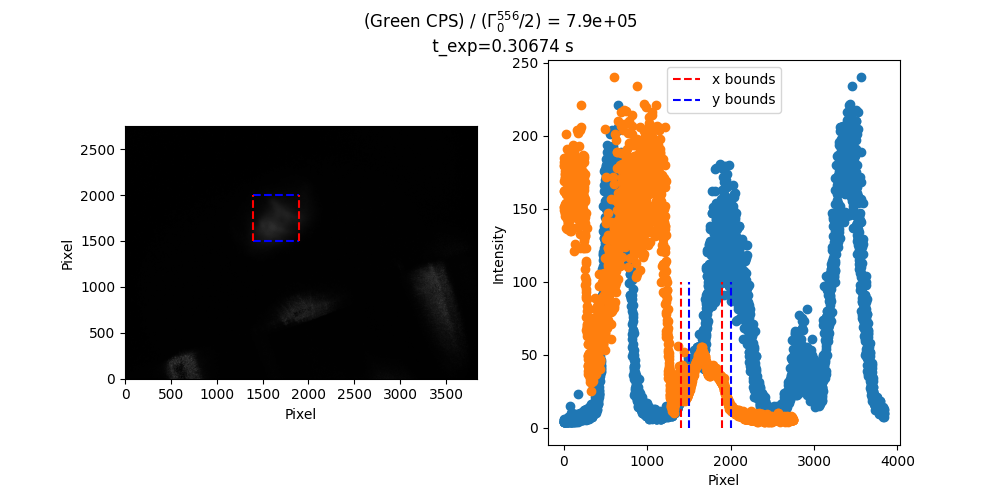 (Green CPS) / (Γ₀⁵⁵⁶/2) = 7.9e+05
t_exp=0.30674 s
2500
2000
1500
1000
500
0
Pixel
0 500 1000 1500 2000 2500 3000 3500
Pixel
250
200
150
100
50
0
Intensity
x bounds
y bounds
0 1000 2000 3000 4000
Pixel